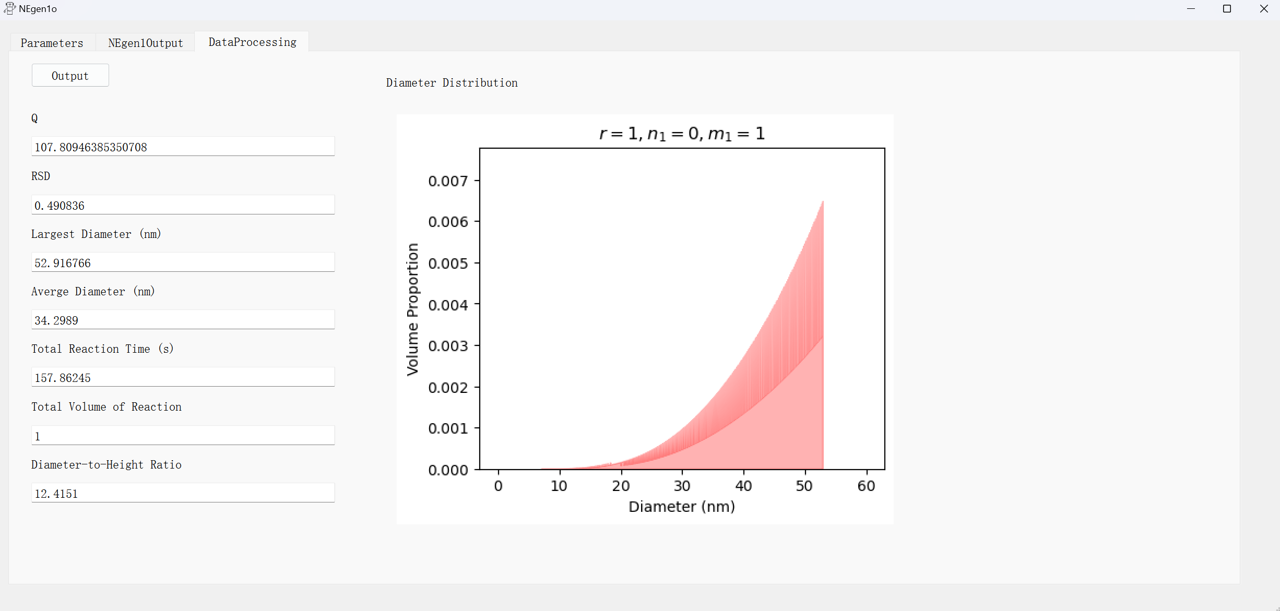 NEgen1o
Parameters
NEgen1Output
DataProcessing
Output
Diameter Distribution
Q
107.80946385350708
RSD
0.490836
Largest Diameter (nm)
52.916766
Averge Diameter (nm)
34.2989
Total Reaction Time (s)
157.86245
Total Volume of Reaction
1
Diameter-to-Height Ratio
12.4151
r = 1, n₁ = 0, m₁ = 1
Volume Proportion
0.007
0.006
0.005
0.004
0.003
0.002
0.001
0.000
0 10 20 30 40 50 60
Diameter (nm)